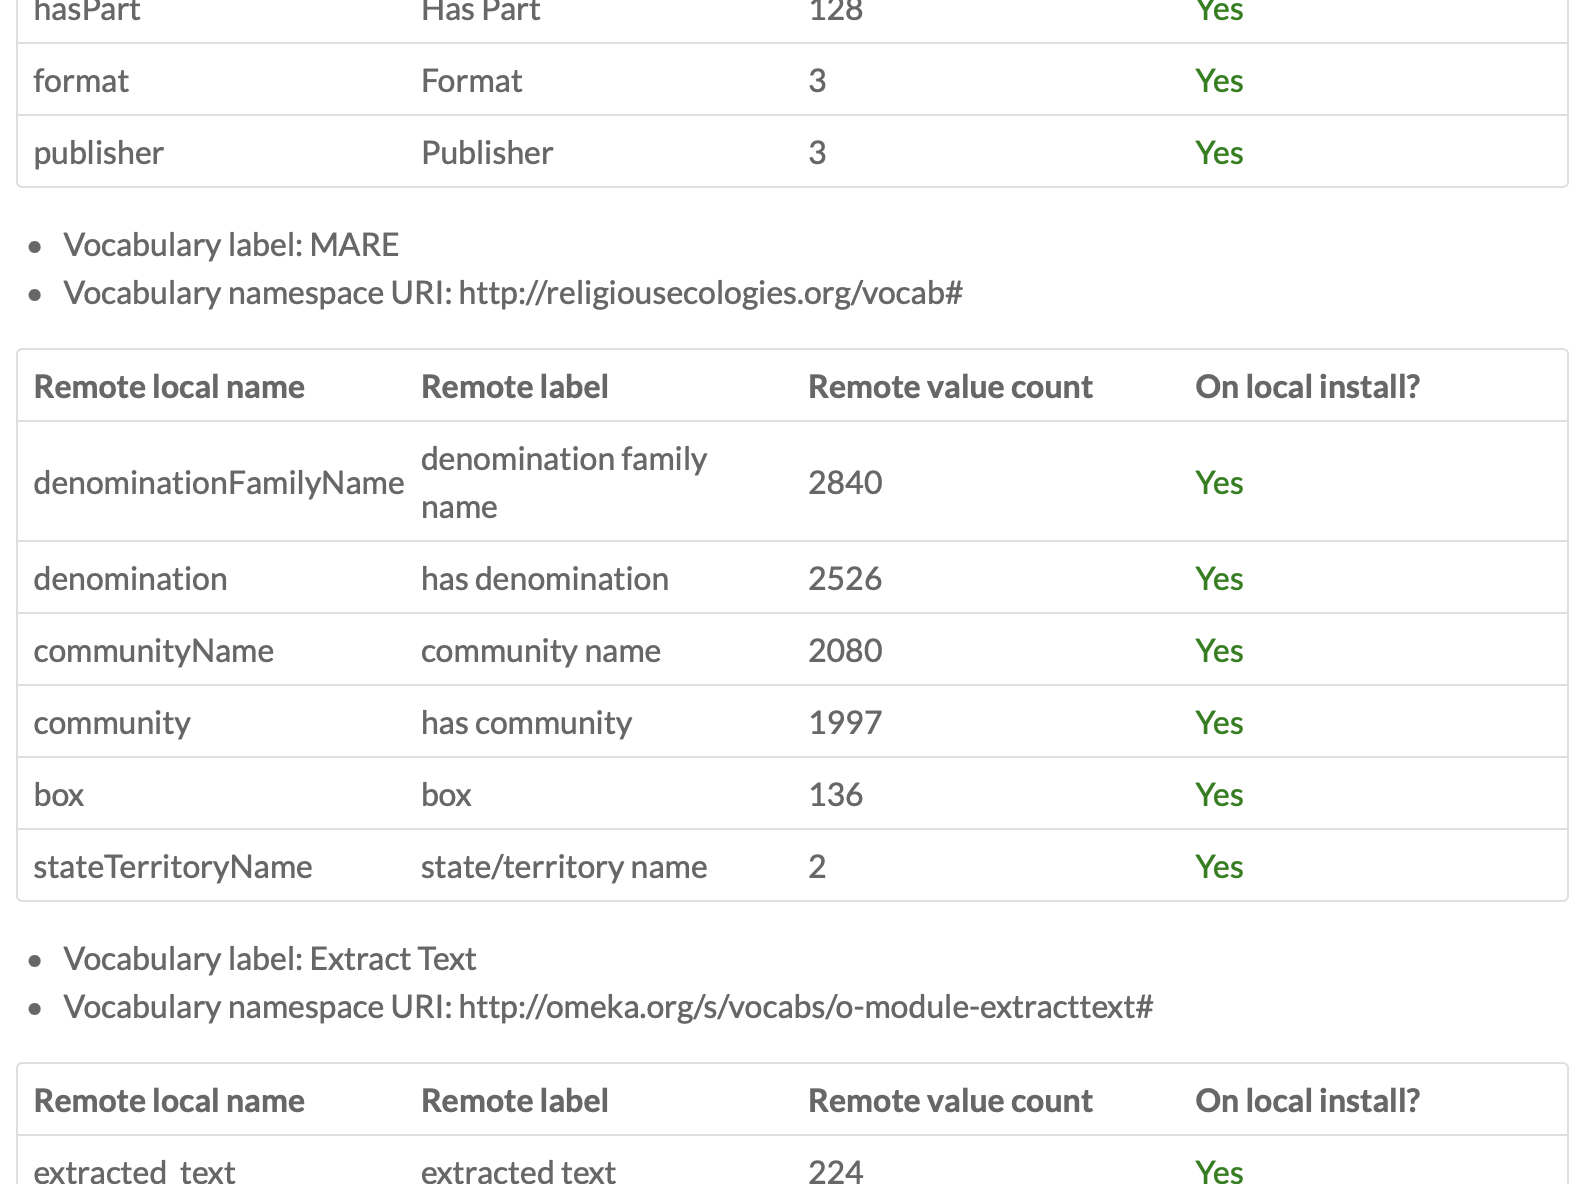 hasPart Has Part 128 Yes
format Format 3 Yes
publisher Publisher 3 Yes
• Vocabulary label: MARE
• Vocabulary namespace URI: http://religiousecologies.org/vocab#
Remote local name Remote label Remote value count On local install?
denominationFamilyName denomination family name 2840 Yes
denomination has denomination 2526 Yes
communityName community name 2080 Yes
community has community 1997 Yes
box box 136 Yes
stateTerritoryName state/territory name 2 Yes
• Vocabulary label: Extract Text
• Vocabulary namespace URI: http://omeka.org/s/vocabs/o-module-extracttext#
Remote local name Remote label Remote value count On local install?
extracted_text extracted text 224 Yes